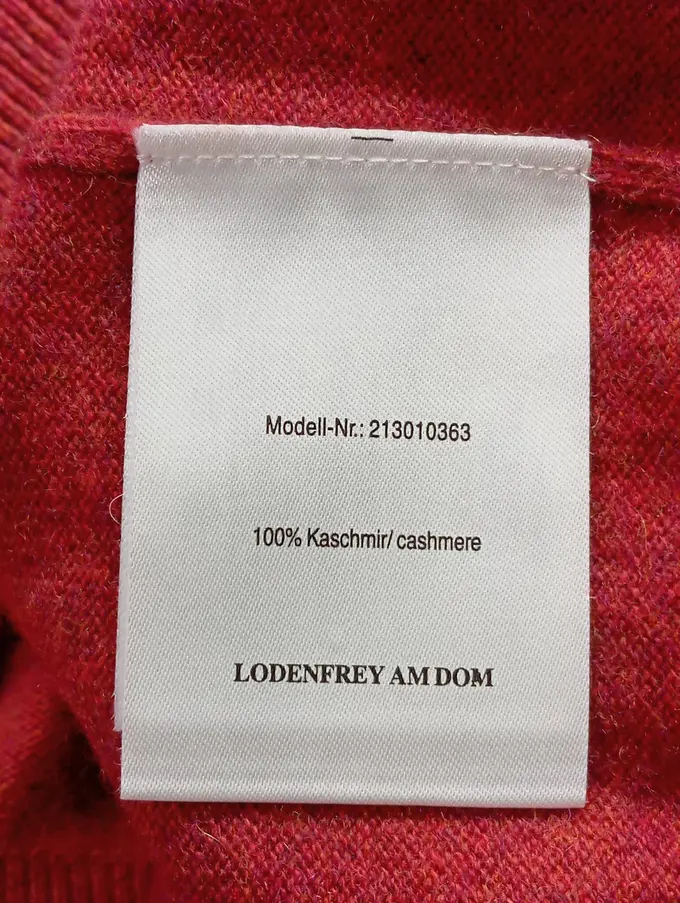 Modell-Nr.: 213010363
100% Kaschmir/ cashmere
LODENFREY AM DOM